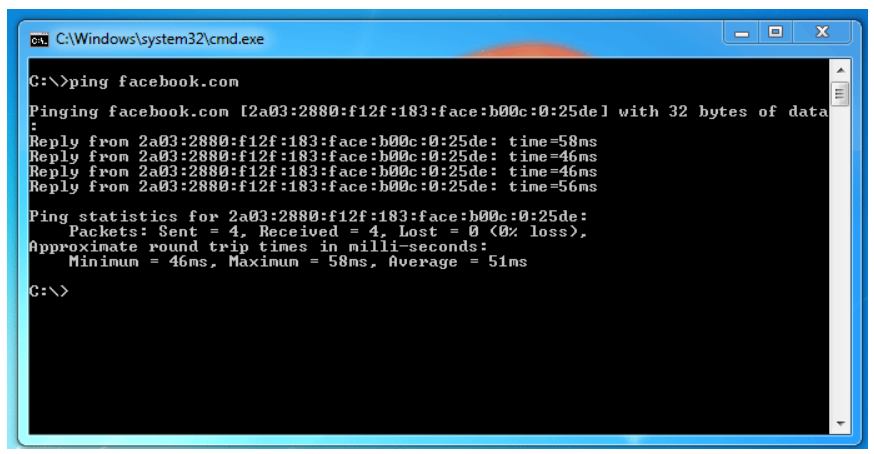 C:\Windows\system32\cmd.exe
C:\>ping facebook.com
Pinging facebook.com [2a03:2880:f12f:183:face:b00c:0:25de] with 32 bytes of data
:
Reply from 2a03:2880:f12f:183:face:b00c:0:25de: time=58ms
Reply from 2a03:2880:f12f:183:face:b00c:0:25de: time=46ms
Reply from 2a03:2880:f12f:183:face:b00c:0:25de: time=46ms
Reply from 2a03:2880:f12f:183:face:b00c:0:25de: time=56ms
Ping statistics for 2a03:2880:f12f:183:face:b00c:0:25de:
    Packets: Sent = 4, Received = 4, Lost = 0 (0% loss),
Approximate round trip times in milli-seconds:
    Minimum = 46ms, Maximum = 58ms, Average = 51ms
C:\>